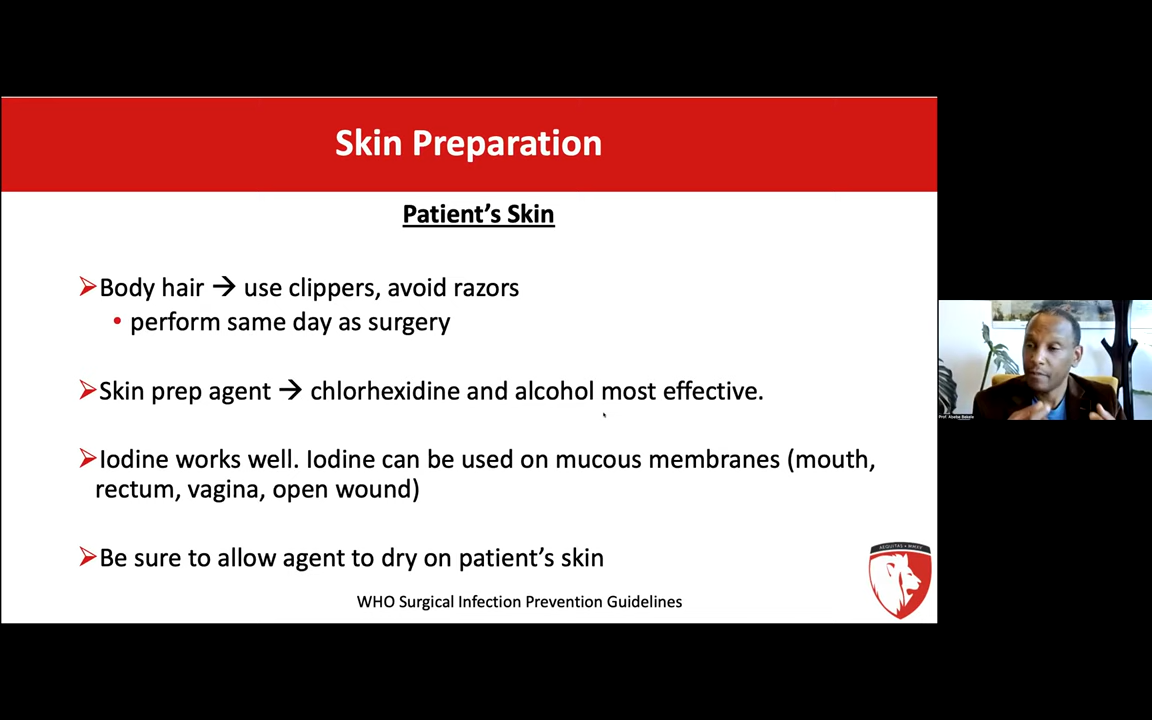 Skin Preparation
Patient’s Skin
➢Body hair → use clippers, avoid razors
• perform same day as surgery
➢Skin prep agent → chlorhexidine and alcohol most effective.
➢Iodine works well. Iodine can be used on mucous membranes (mouth,
rectum, vagina, open wound)
➢Be sure to allow agent to dry on patient’s skin
WHO Surgical Infection Prevention Guidelines